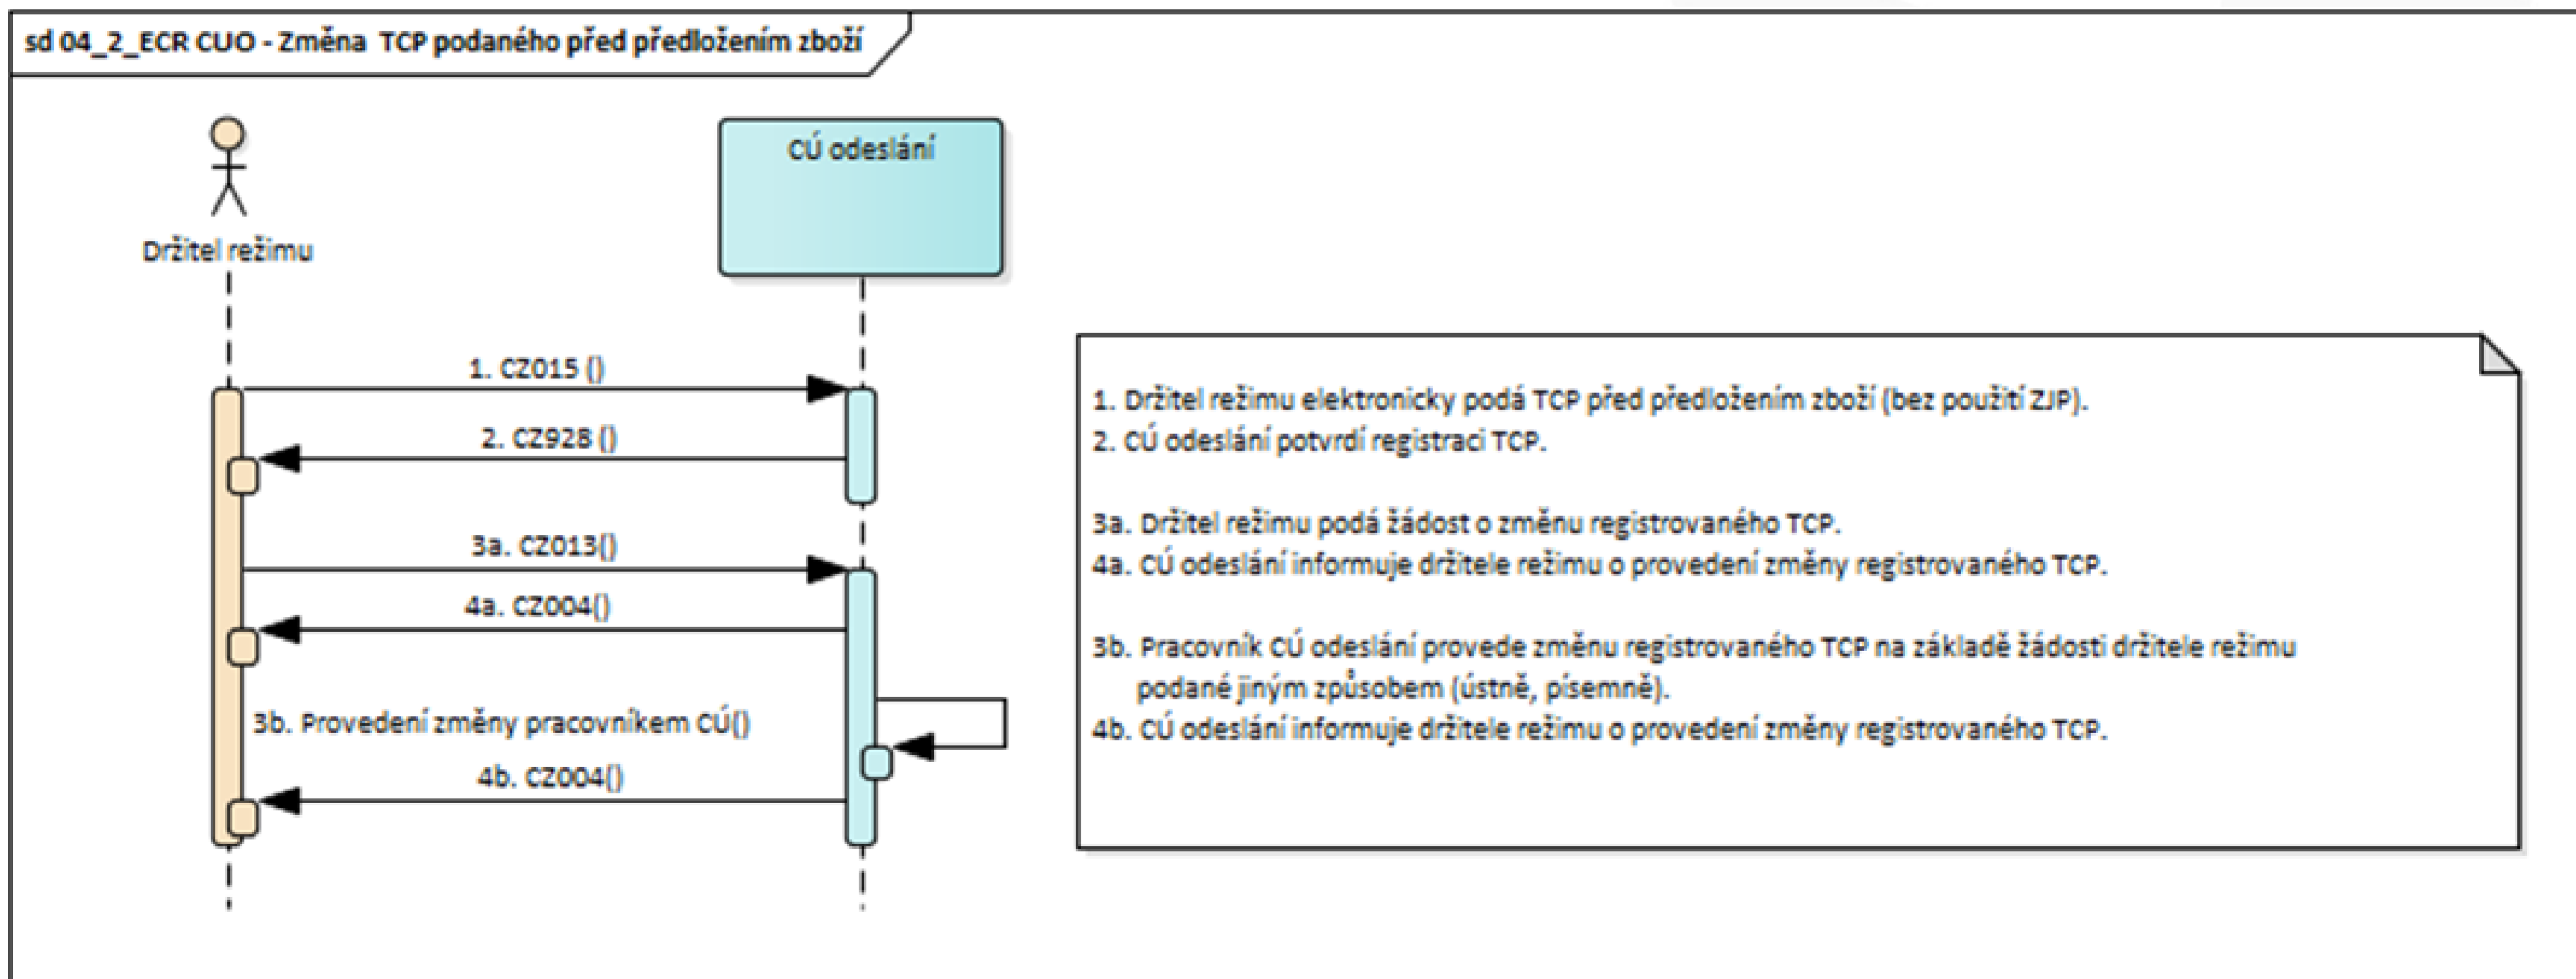 sd 04_2_ECR CUO - Změna  TCP podaného před předložením zboží
CÚ odeslání
Držitel režimu
1. CZ015 ()
2. CZ928 ()
3a. CZ013()
4a. CZ004()
3b. Provedení změny pracovníkem CÚ()
4b. CZ004()
1. Držitel režimu elektronicky podá TCP před předložením zboží (bez použití ZJP).
2. CÚ odeslání potvrdí registraci TCP.
3a. Držitel režimu podá žádost o změnu registrovaného TCP.
4a. CÚ odeslání informuje držitele režimu o provedení změny registrovaného TCP.
3b. Pracovník CÚ odeslání provede změnu registrovaného TCP na základě žádosti držitele režimu
podané jiným způsobem (ústně, písemně).
4b. CÚ odeslání informuje držitele režimu o provedení změny registrovaného TCP.